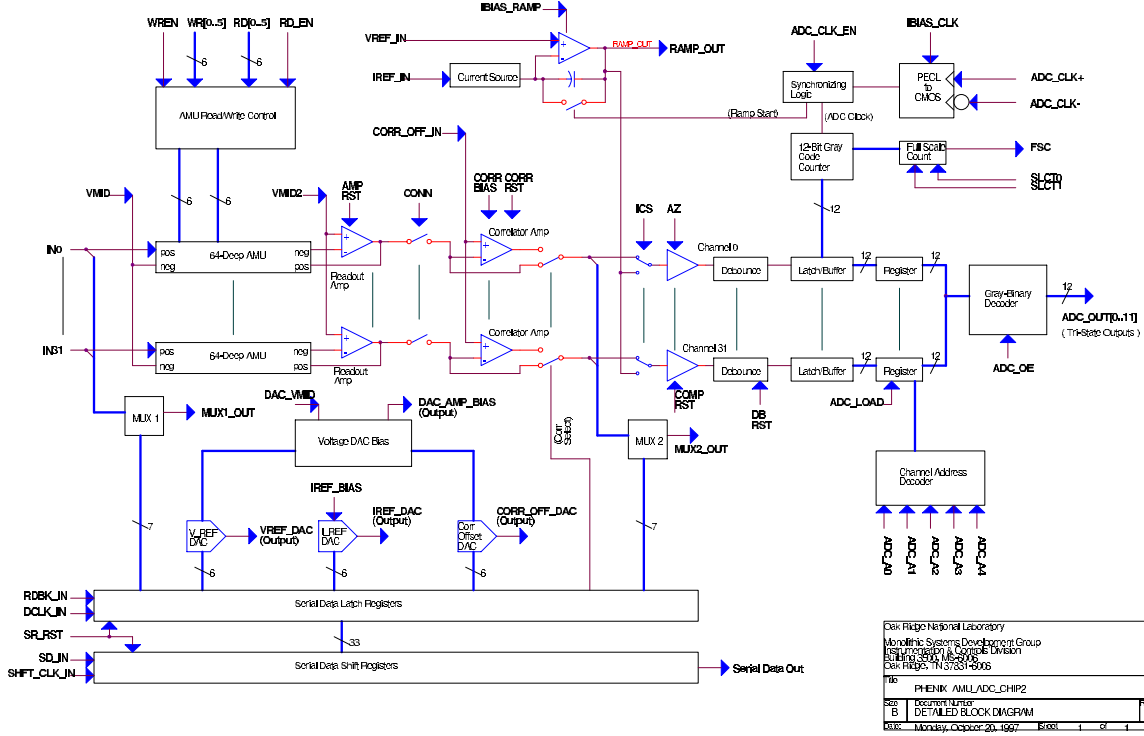 IBIAS_RAMP
WREN WR[0..5] RD[0..5] RD_EN
VREF_IN
RAMP_OUT
RAMP_OUT
ADC_CLK_EN
IBIAS_CLK
6
6
IREF_IN
Current Source
Synchronizing
Logic
PECL
to
CMOS
ADC_CLK+
ADC_CLK-
AMU Read/Write Control
(Ramp Start)
(ADC Clock)
CORR_OFF_IN
12-Bit Gray
Code
Counter
Full Scale
Count
FSC
SLCT0
SLCT1
VMID
6
6
VMID2
AMP
RST
CONN
CORR
BIAS
CORR
RST
ICS
AZ
12
Correlator Amp
IN0
pos
neg
64-Deep AMU
neg
pos
+
-
Readout
Amp
+
-
Channel 0
Debounce
Latch/Buffer
12
Register
12
Gray-Binary
Decoder
12
ADC_OUT[0..11]
( Tri-State Outputs )
Correlator Amp
IN31
pos
neg
64-Deep AMU
neg
pos
+
-
Readout
Amp
+
-
Channel 31
Debounce
Latch/Buffer
12
Register
12
ADC_OE
MUX 1
MUX1_OUT
DAC_VMID
DAC_AMP_BIAS
(Output)
COMP
RST
DB
RST
ADC_LOAD
Voltage DAC Bias
(Corr
Select)
MUX 2
MUX2_OUT
Channel Address
Decoder
IREF_BIAS
7
V_REF
DAC
VREF_DAC
(Output)
I_REF
DAC
IREF_DAC
(Output)
Corr
Offset
DAC
CORR_OFF_DAC
(Output)
7
ADC_A0
ADC_A1
ADC_A2
ADC_A3
ADC_A4
6
6
6
RDBK_IN
DCLK_IN
Serial Data Latch Registers
SR_RST
33
SD_IN
SHFT_CLK_IN
Serial Data Shift Registers
Serial Data Out
Oak Ridge National Laboratory
Monolithic Systems Development Group
Instrumentation & Controls Division
Building 3500, MS-6006
Oak Ridge, TN 37831-6006
Title
PHENIX AMU_ADC_CHIP2
Size
B
Document Number
DETAILED BLOCK DIAGRAM
Date: Monday, October 20, 1997 Sheet 1 of 1